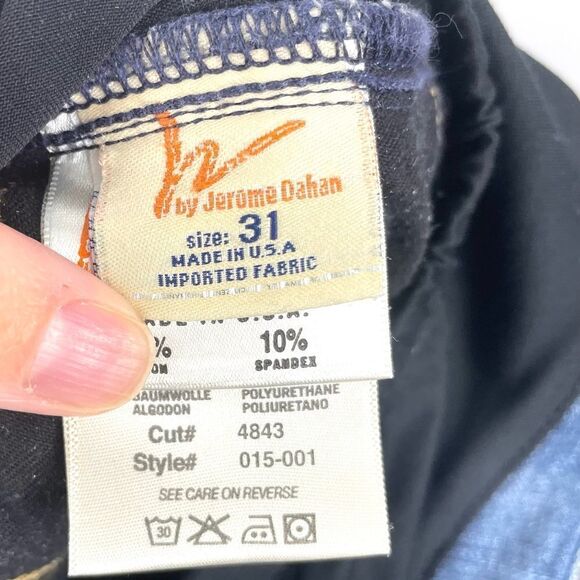 by Jerome Dahan
size: 31
MADE IN U.S.A
IMPORTED FABRIC
% 10%
SPANDEX
BAUMWOLLE POLYURETHANE
ALGODON POLIURETANO
Cut# 4843
Style# 015-001
SEE CARE ON REVERSE
30